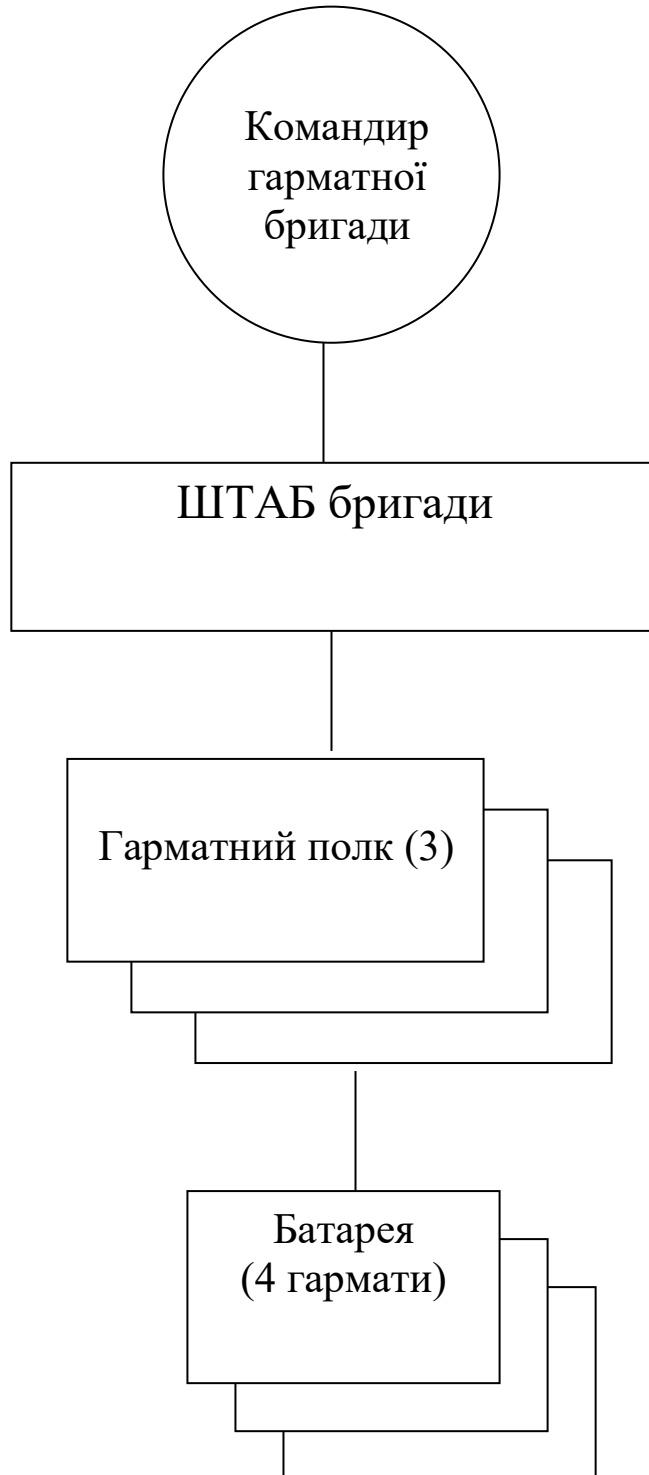 Командир
гарматної
бригади
ШТАБ бригади
Гарматний полк (3)
Батарея
(4 гармати)